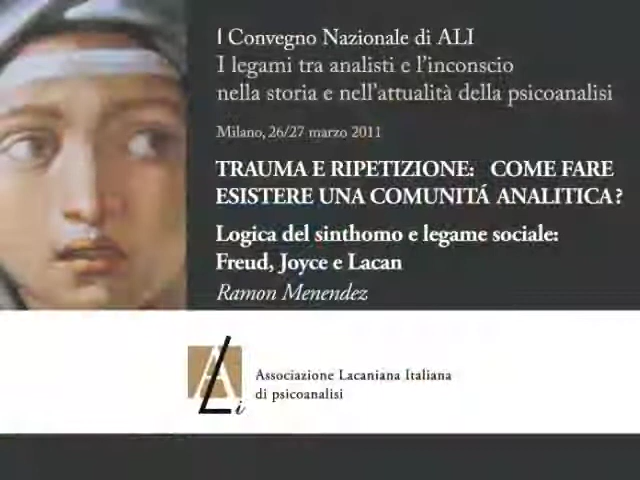 I Convegno Nazionale di ALI
I legami tra analisti e l'inconscio
nella storia e nell'attualità della psicoanalisi
Milano, 26/27 marzo 2011
TRAUMA E RIPETIZIONE: COME FARE
ESISTERE UNA COMUNITÁ ANALITICA?
Logica del sinthomo e legame sociale:
Freud, Joyce e Lacan
Ramon Menendez
ALi
Associazione Lacaniana Italiana
di psicoanalisi